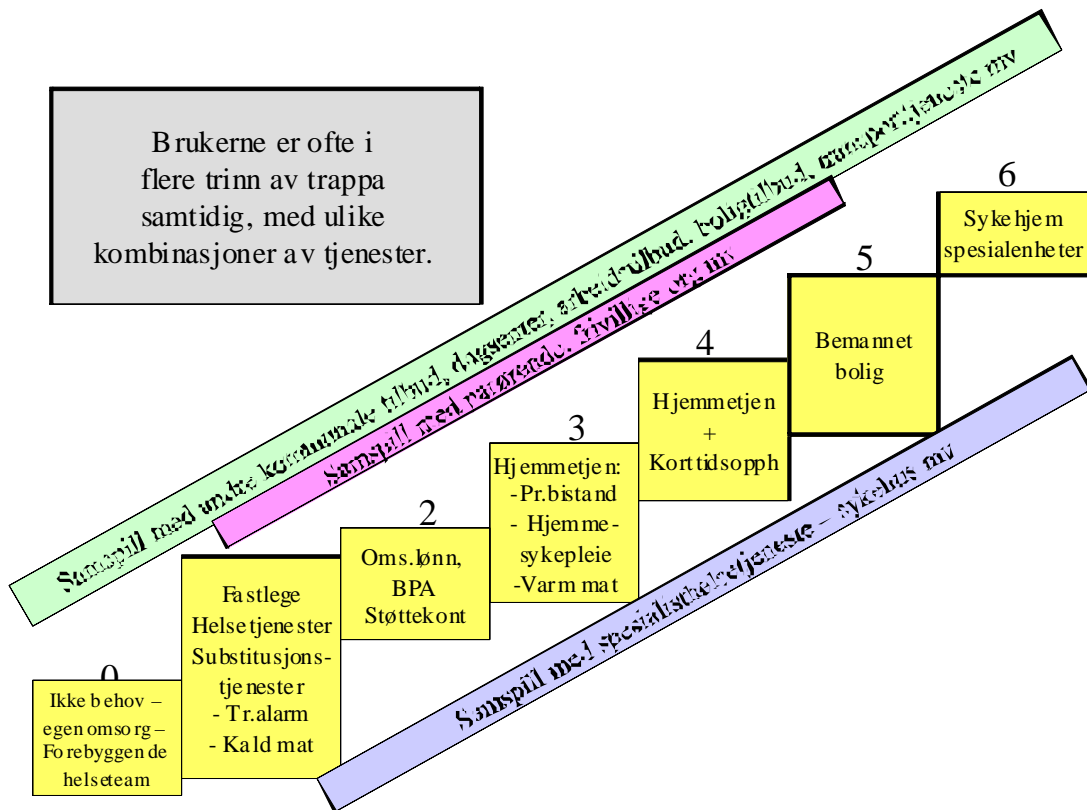 Brukerne er ofte i
flere trinn av trappa
samtidig, med ulike
kombinasjoner av tjenester.
Samspill med andre kommunale tilbud, dagsenter, arbeidstilbud, boligtilbud, transporttjeneste mv
Samspill med pårørende, frivillige org mv
6
Sykehjem
spesialenheter
5
Bemannet
bolig
4
Hjemmetjen
+
Korttidsopph
3
Hjemmetjen:
-Pr.bistand
- Hjemme-
sykepleie
-Varm mat
2
Oms.lønn,
BPA
Støttekont
Fastlege
Helsetjenester
Substitusjons-
tjenester
- Tr.alarm
- Kald mat
0
Ikke behov –
egenomsorg –
Forebyggende
helseteam
Samspill med spesialisthelsetjeneste – sykehus mv